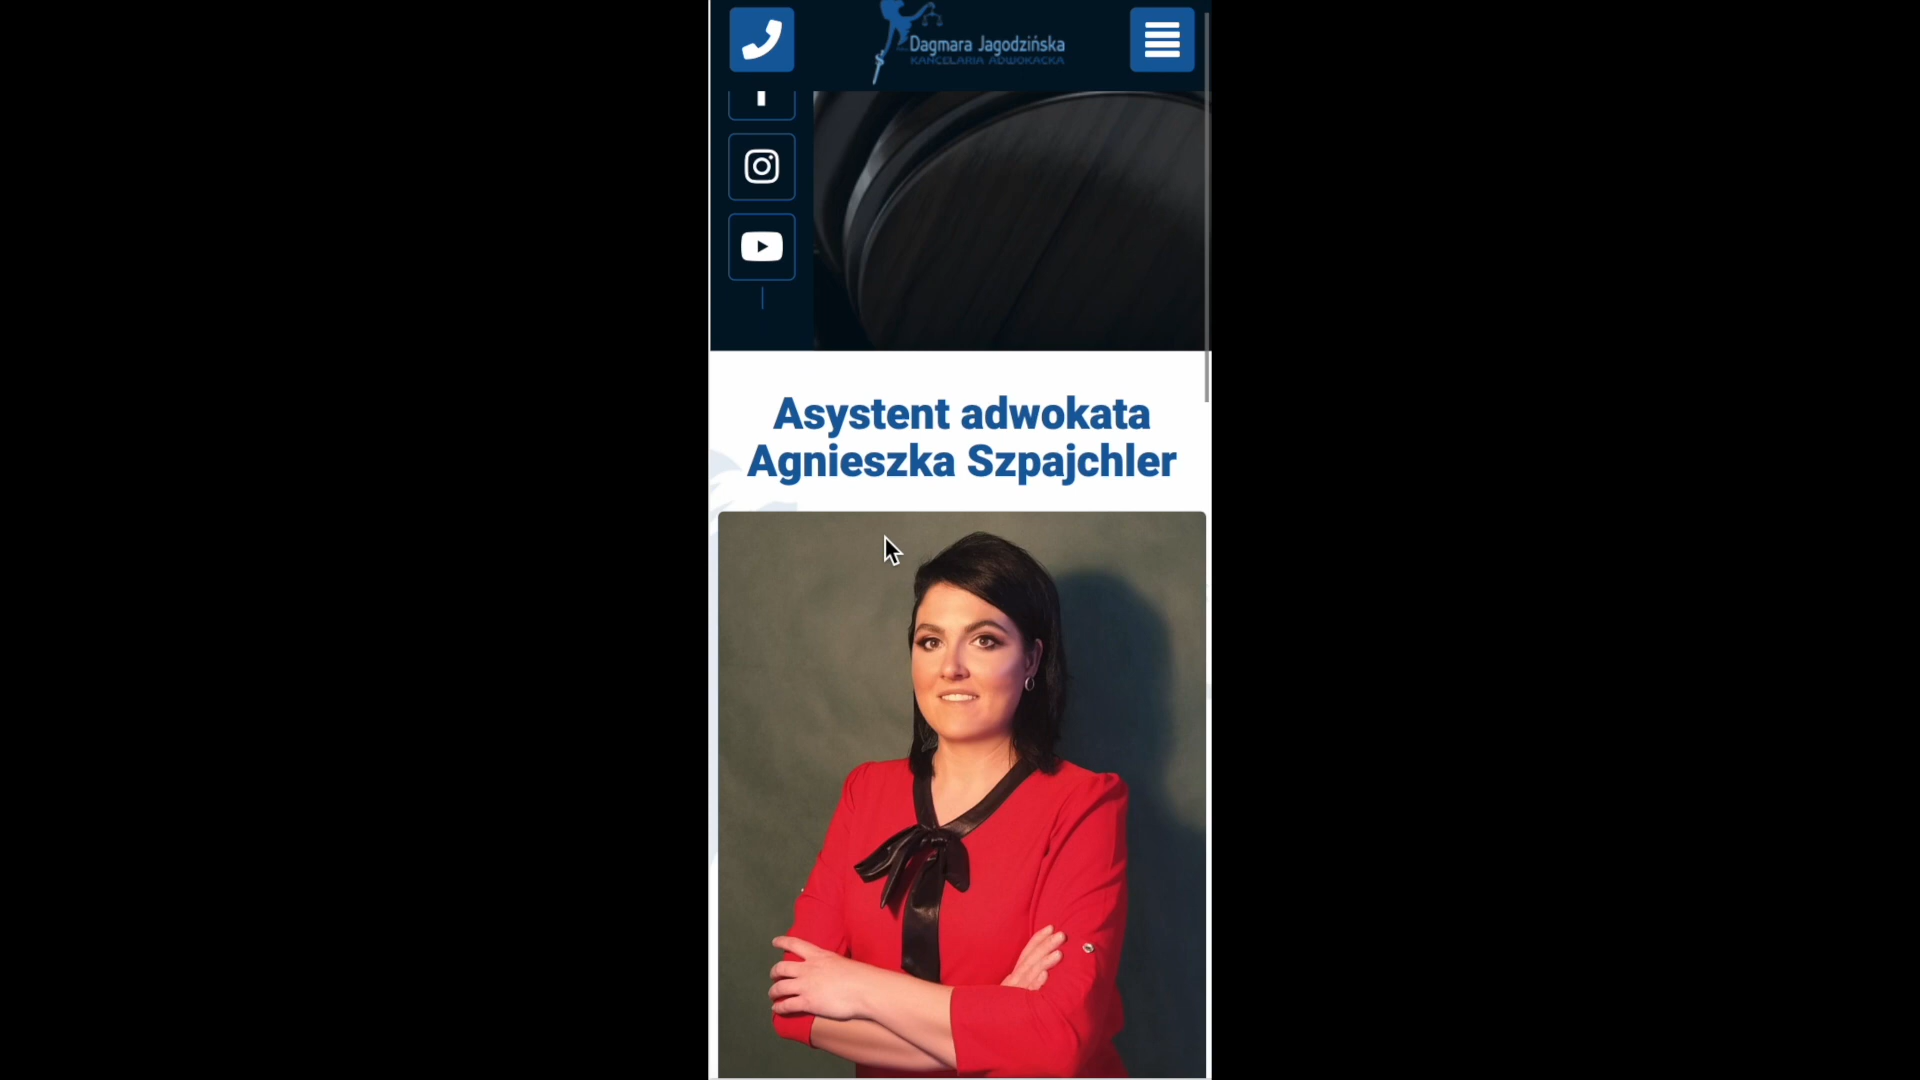 Dagmara Jagodzińska
KANCELARIA ADWOKACKA
Asystent adwokata
Agnieszka Szpajchler